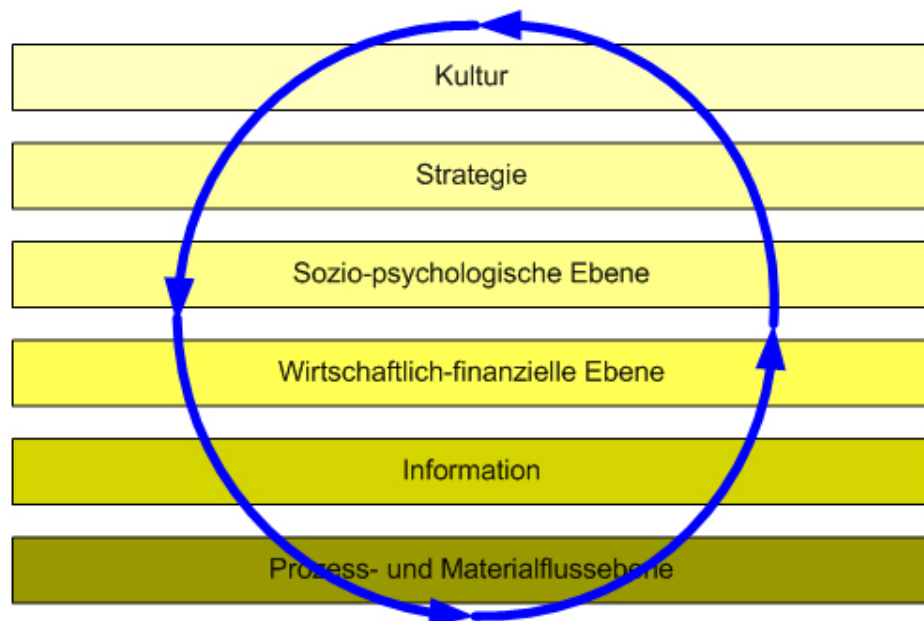 Kultur
Strategie
Sozio-psychologische Ebene
Wirtschaftlich-finanzielle Ebene
Information
Prozess- und Materialflussebene